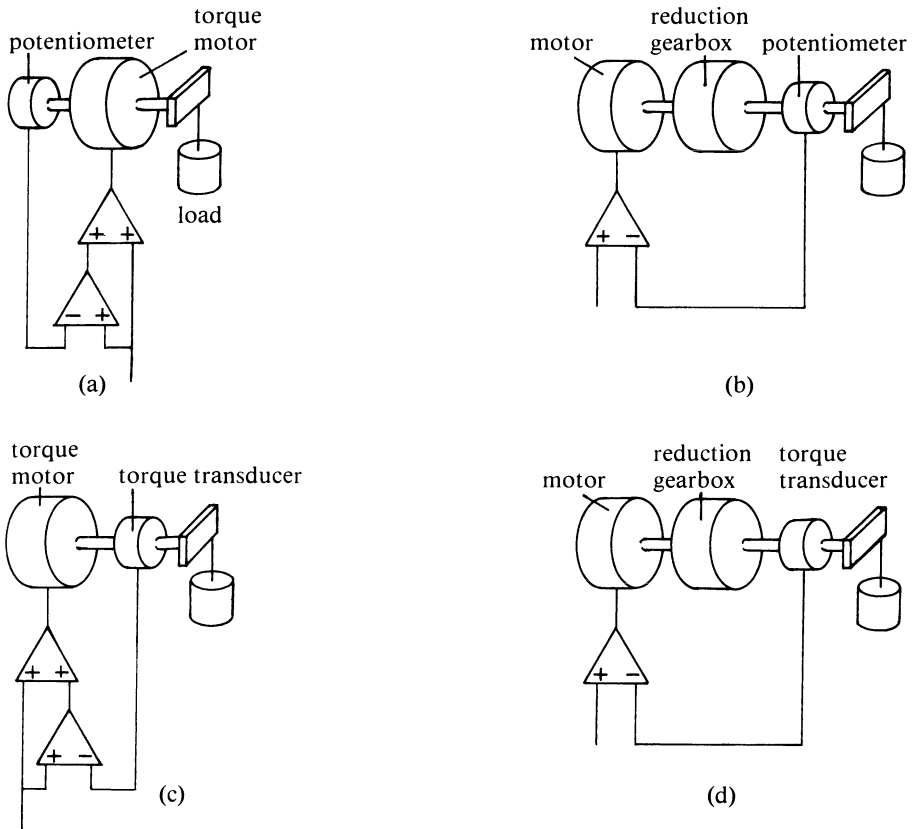 torque
motor
potentiometer
load
+ +
- +
(a)
reduction
gearbox
motor
potentiometer
+ -
(b)
torque
motor
torque transducer
+ +
+ -
(c)
reduction
gearbox
torque
transducer
motor
+ -
(d)